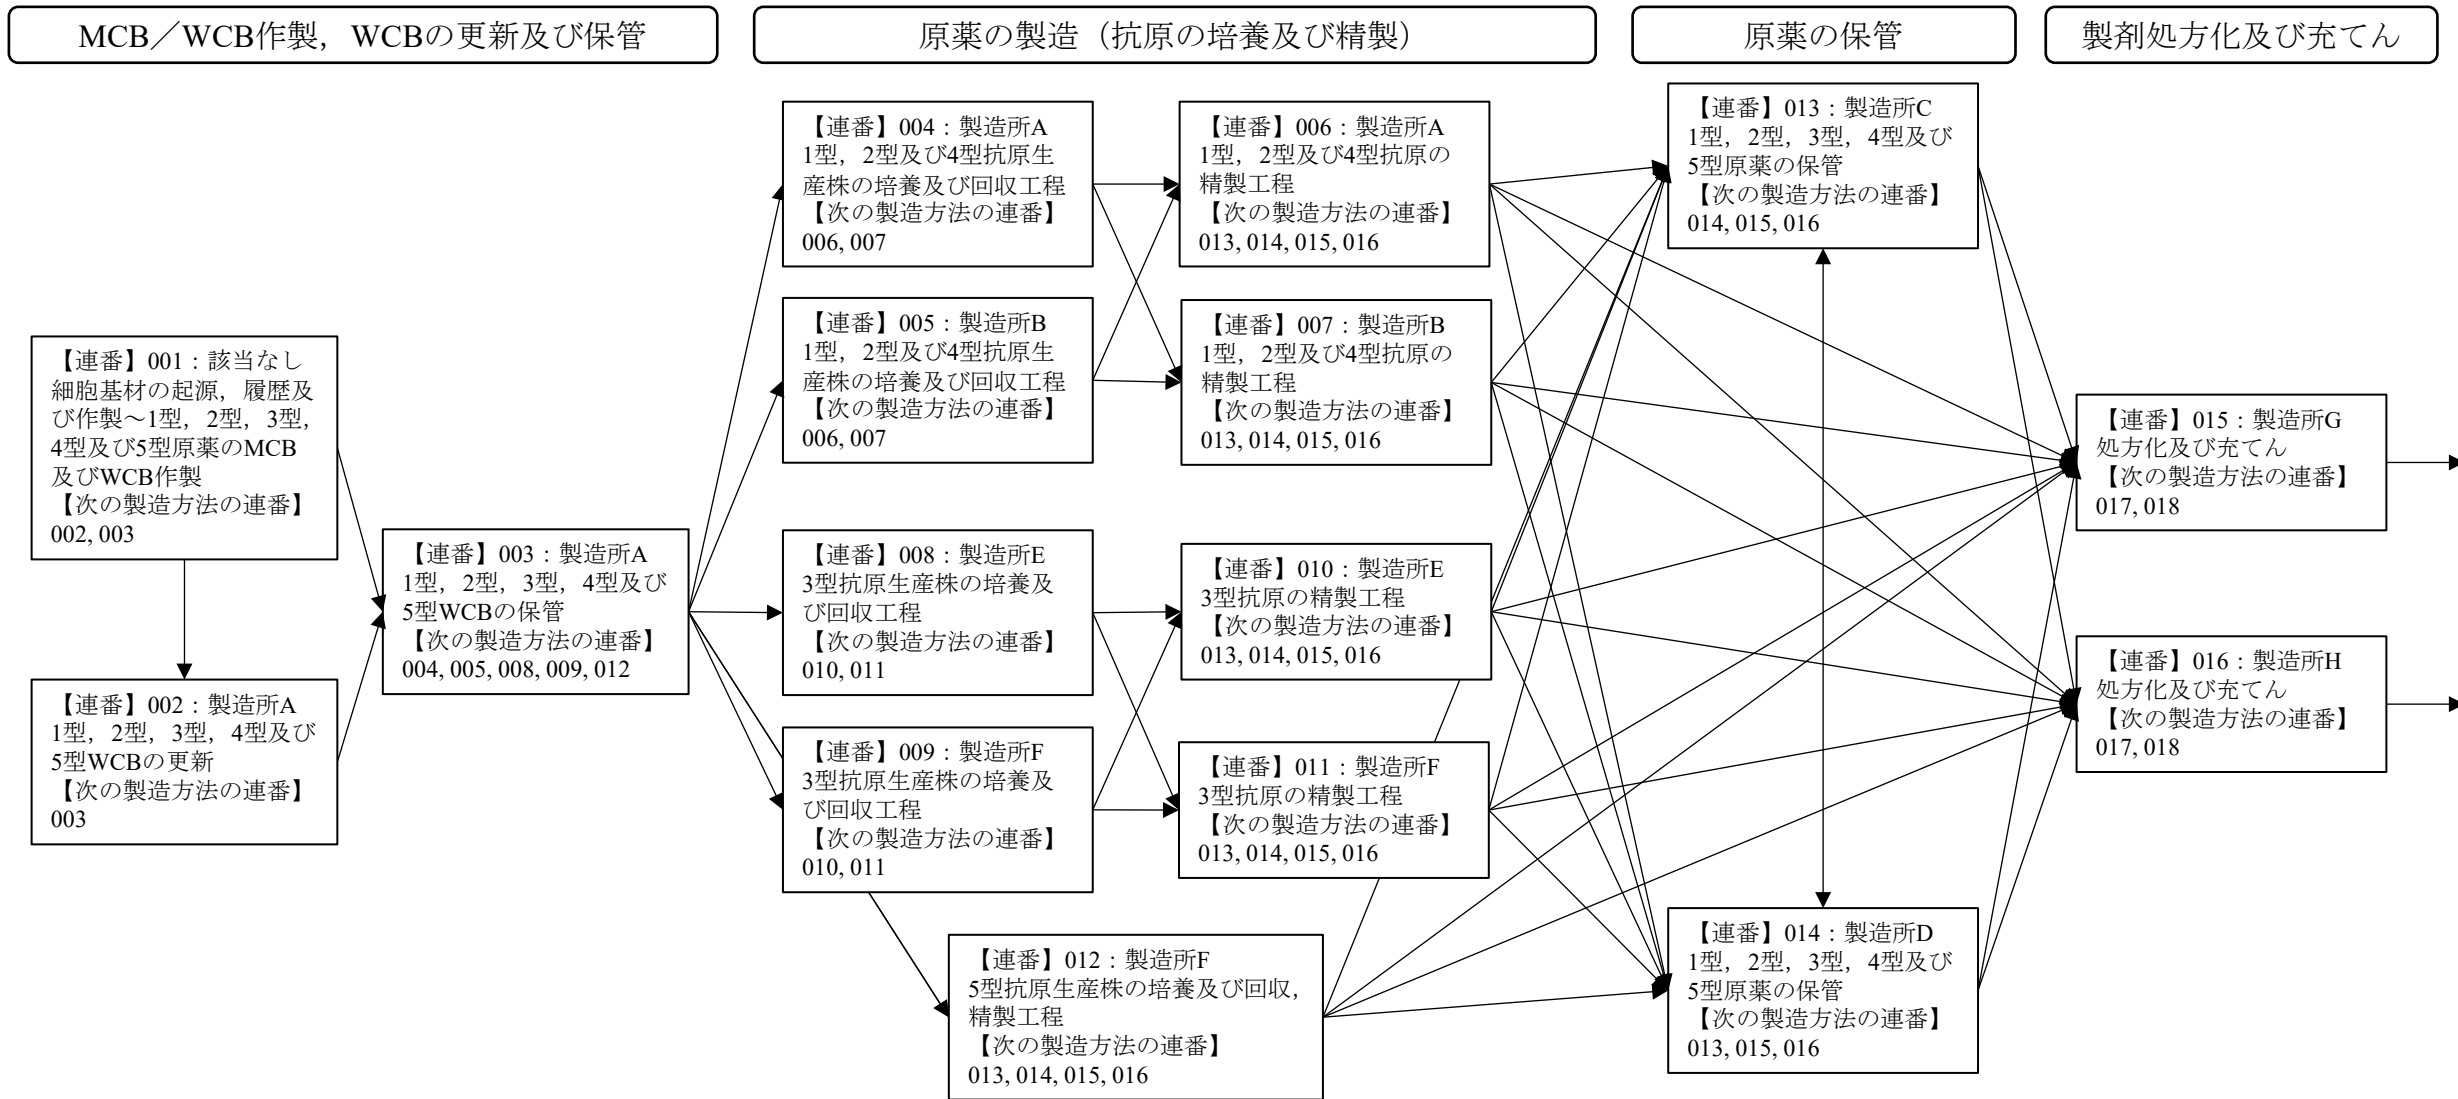 MCB／WCB作製，WCBの更新及び保管
原薬の製造（抗原の培養及び精製）
原薬の保管
製剤処方化及び充てん
【連番】001：該当なし
細胞基材の起源，履歴及
び作製～1型，2型，3型，
4型及び5型原薬のMCB
及びWCB作製
【次の製造方法の連番】
002, 003
【連番】002：製造所A
1型，2型，3型，4型及び
5型WCBの更新
【次の製造方法の連番】
003
【連番】003：製造所A
1型，2型，3型，4型及び
5型WCBの保管
【次の製造方法の連番】
004, 005, 008, 009, 012
【連番】004：製造所A
1型，2型及び4型抗原生
産株の培養及び回収工程
【次の製造方法の連番】
006, 007
【連番】005：製造所B
1型，2型及び4型抗原生
産株の培養及び回収工程
【次の製造方法の連番】
006, 007
【連番】008：製造所E
3型抗原生産株の培養及
び回収工程
【次の製造方法の連番】
010, 011
【連番】009：製造所F
3型抗原生産株の培養及
び回収工程
【次の製造方法の連番】
010, 011
【連番】006：製造所A
1型，2型及び4型抗原の
精製工程
【次の製造方法の連番】
013, 014, 015, 016
【連番】007：製造所B
1型，2型及び4型抗原の
精製工程
【次の製造方法の連番】
013, 014, 015, 016
【連番】010：製造所E
3型抗原の精製工程
【次の製造方法の連番】
013, 014, 015, 016
【連番】011：製造所F
3型抗原の精製工程
【次の製造方法の連番】
013, 014, 015, 016
【連番】012：製造所F
5型抗原生産株の培養及び回収，
精製工程
【次の製造方法の連番】
013, 014, 015, 016
【連番】013：製造所C
1型，2型，3型，4型及び
5型原薬の保管
【次の製造方法の連番】
014, 015, 016
【連番】014：製造所D
1型，2型，3型，4型及び
5型原薬の保管
【次の製造方法の連番】
013, 015, 016
【連番】015：製造所G
処方化及び充てん
【次の製造方法の連番】
017, 018
【連番】016：製造所H
処方化及び充てん
【次の製造方法の連番】
017, 018